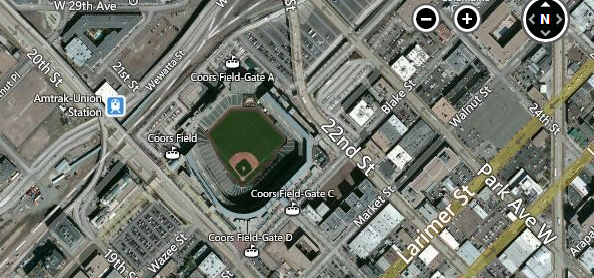 W 29th Ave
20th St
21st St
Wewatta St
Coors Field-Gate A
N
Amtrak-Union
Station
Coors Field
22nd St
Blake St
Walnut St
24th St
Coors Field-Gate C
Market St
Larimer St
Park Ave W
Coors Field-Gate D
Wazee St
19th St